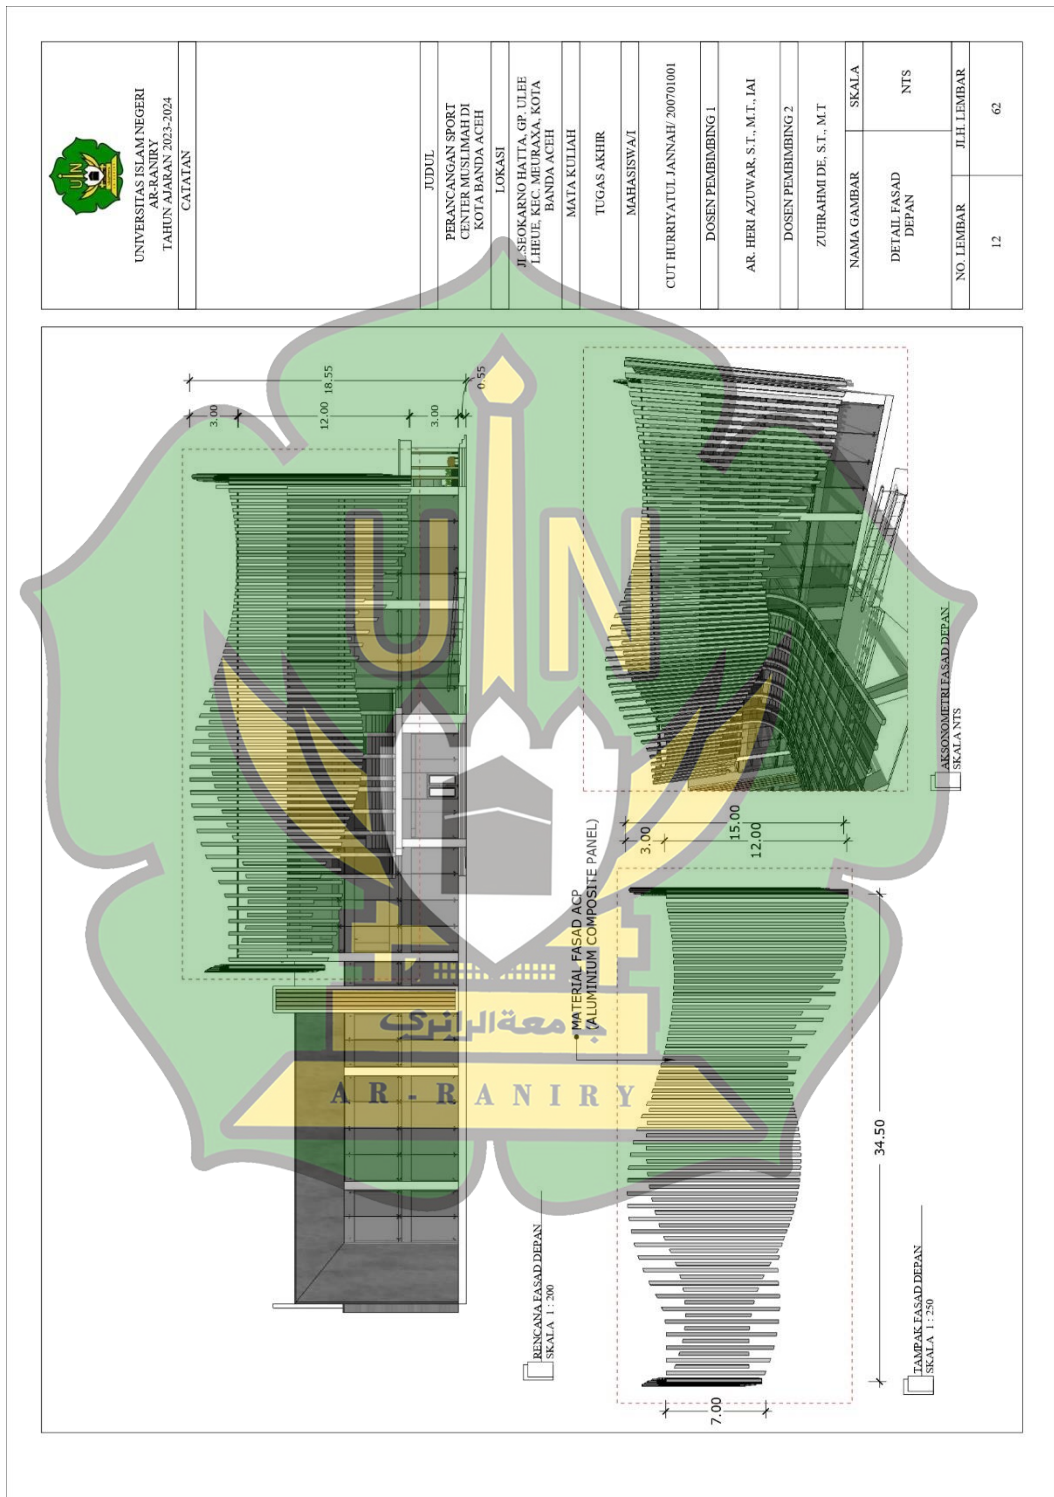 UIN
UNIVERSITAS ISLAM NEGERI
AR-RANIRY
TAHUN AJARAN 2023-2024
CATATAN
JUDUL
PERANCANGAN SPORT
CENTER MUSLIMAH DI
KOTA BANDA ACEH
LOKASI
JL.SEOKARNO HATTA, GP. ULEE
LHEUE, KEC. MEURAXA, KOTA
BANDA ACEH
MATA KULIAH
TUGAS AKHIR
MAHASISWA/I
CUT HURRIYATUL JANNAH/ 200701001
DOSEN PEMBIMBING 1
AR. HERI AZUWAR, S.T., M.T., IAI
DOSEN PEMBIMBING 2
ZUHRAHMI DE, S.T., M.T
NAMA GAMBAR SKALA
DETAIL FASAD
DEPAN
NTS
NO. LEMBAR JLH. LEMBAR
12 62
3.00
12.00
3.00
18.55
0.55
RENCANA FASAD DEPAN
SKALA 1 : 200
MATERIAL FASAD ACP
(ALUMINIUM COMPOSITE PANEL)
7.00
34.50
3.00
12.00
15.00
TAMPAK FASAD DEPAN
SKALA 1 : 250
AKSONOMETRI FASAD DEPAN
SKALA NTS
UIN
جامعة الرانري
AR-RANIRY